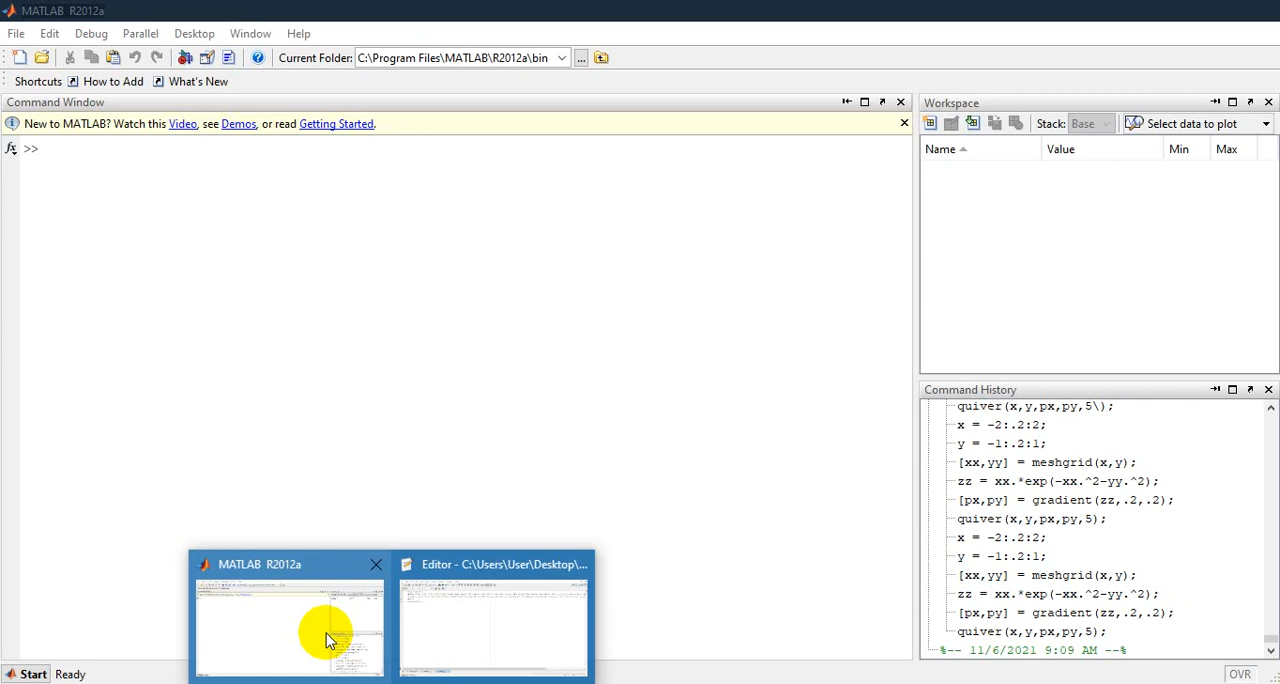 MATLAB R2012a
File Edit Debug Parallel Desktop Window Help
Current Folder: C:\Program Files\MATLAB\R2012a\bin ...
Shortcuts How to Add What's New
Command Window
New to MATLAB? Watch this Video, see Demos, or read Getting Started.
fx >>
Workspace
Stack: Base Select data to plot
Name Value Min Max
Command History
quiver(x,y,px,py,5\);
x = -2:.2:2;
y = -1:.2:1;
[xx,yy] = meshgrid(x,y);
zz = xx.*exp(-xx.^2-yy.^2);
[px,py] = gradient(zz,.2,.2);
quiver(x,y,px,py,5);
x = -2:.2:2;
y = -1:.2:1;
[xx,yy] = meshgrid(x,y);
zz = xx.*exp(-xx.^2-yy.^2);
[px,py] = gradient(zz,.2,.2);
quiver(x,y,px,py,5);
%-- 11/6/2021 9:09 AM --%
MATLAB R2012a
Editor - C:\Users\User\Desktop\...
Start Ready
OVR